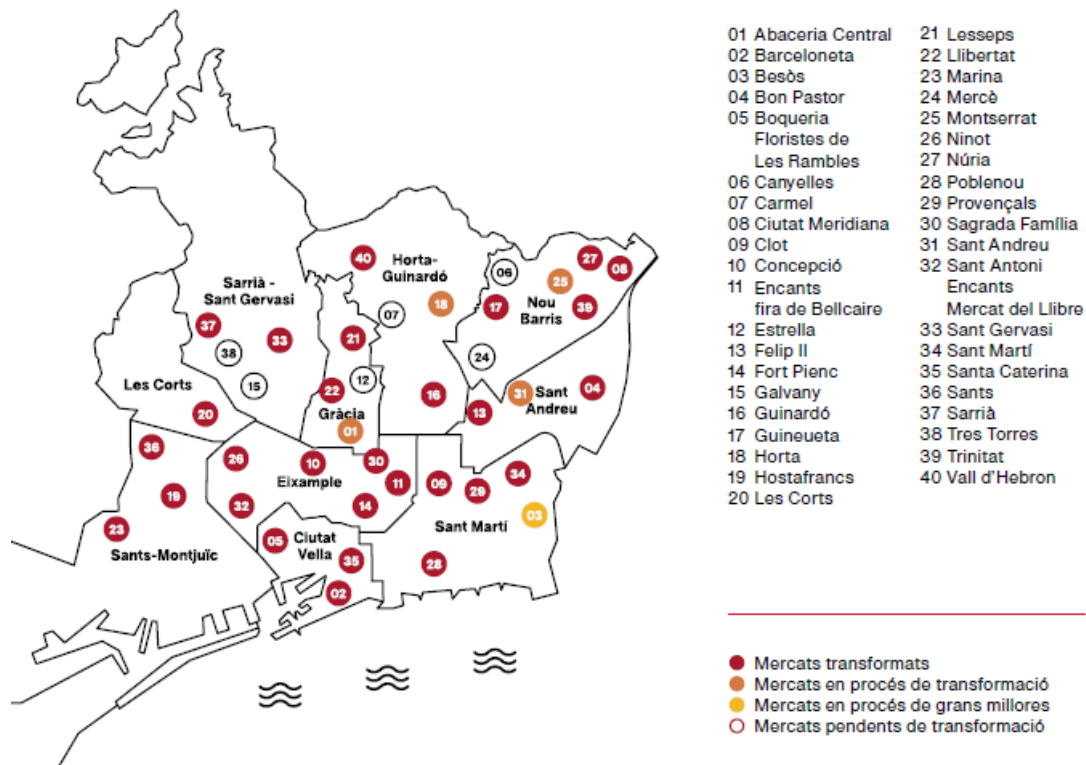 40
Horta-
Guinardó
06
27
08
25
Sarrià -
Sant Gervasi
18
17
Nou
Barris
39
07
37
21
33
38
24
12
15
22
31
04
Les Corts
16
Sant
Andreu
20
Gràcia
13
01
36
26
10
30
34
Eixample
11
09
29
19
32
14
03
23
Sant Martí
05
Ciutat
Vella
Sants-Montjuïc
35
28
02
01 Abaceria Central
02 Barceloneta
03 Besòs
04 Bon Pastor
05 Boqueria
Floristes de
Les Rambles
06 Canyelles
07 Carmel
08 Ciutat Meridiana
09 Clot
10 Concepció
11 Encants
fira de Bellcaire
12 Estrella
13 Felip II
14 Fort Pienc
15 Galvany
16 Guinardó
17 Guineueta
18 Horta
19 Hostafrancs
20 Les Corts
21 Lesseps
22 Llibertat
23 Marina
24 Mercè
25 Montserrat
26 Ninot
27 Núria
28 Poblenou
29 Provençals
30 Sagrada Família
31 Sant Andreu
32 Sant Antoni
Encants
Mercat del Llibre
33 Sant Gervasi
34 Sant Martí
35 Santa Caterina
36 Sants
37 Sarrià
38 Tres Torres
39 Trinitat
40 Vall d'Hebron
Mercats transformats
Mercats en procés de transformació
Mercats en procés de grans millores
Mercats pendents de transformació